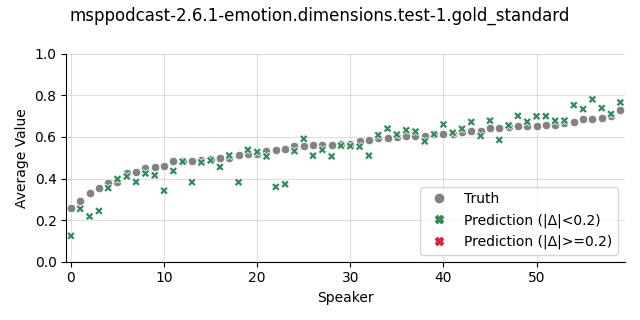 msppodcast-2.6.1-emotion.dimensions.test-1.gold_standard
1.0
0.8
0.6
0.4
0.2
0.0
Average Value
Truth
Prediction (|Δ|<0.2)
Prediction (|Δ|>=0.2)
0 10 20 30 40 50
Speaker